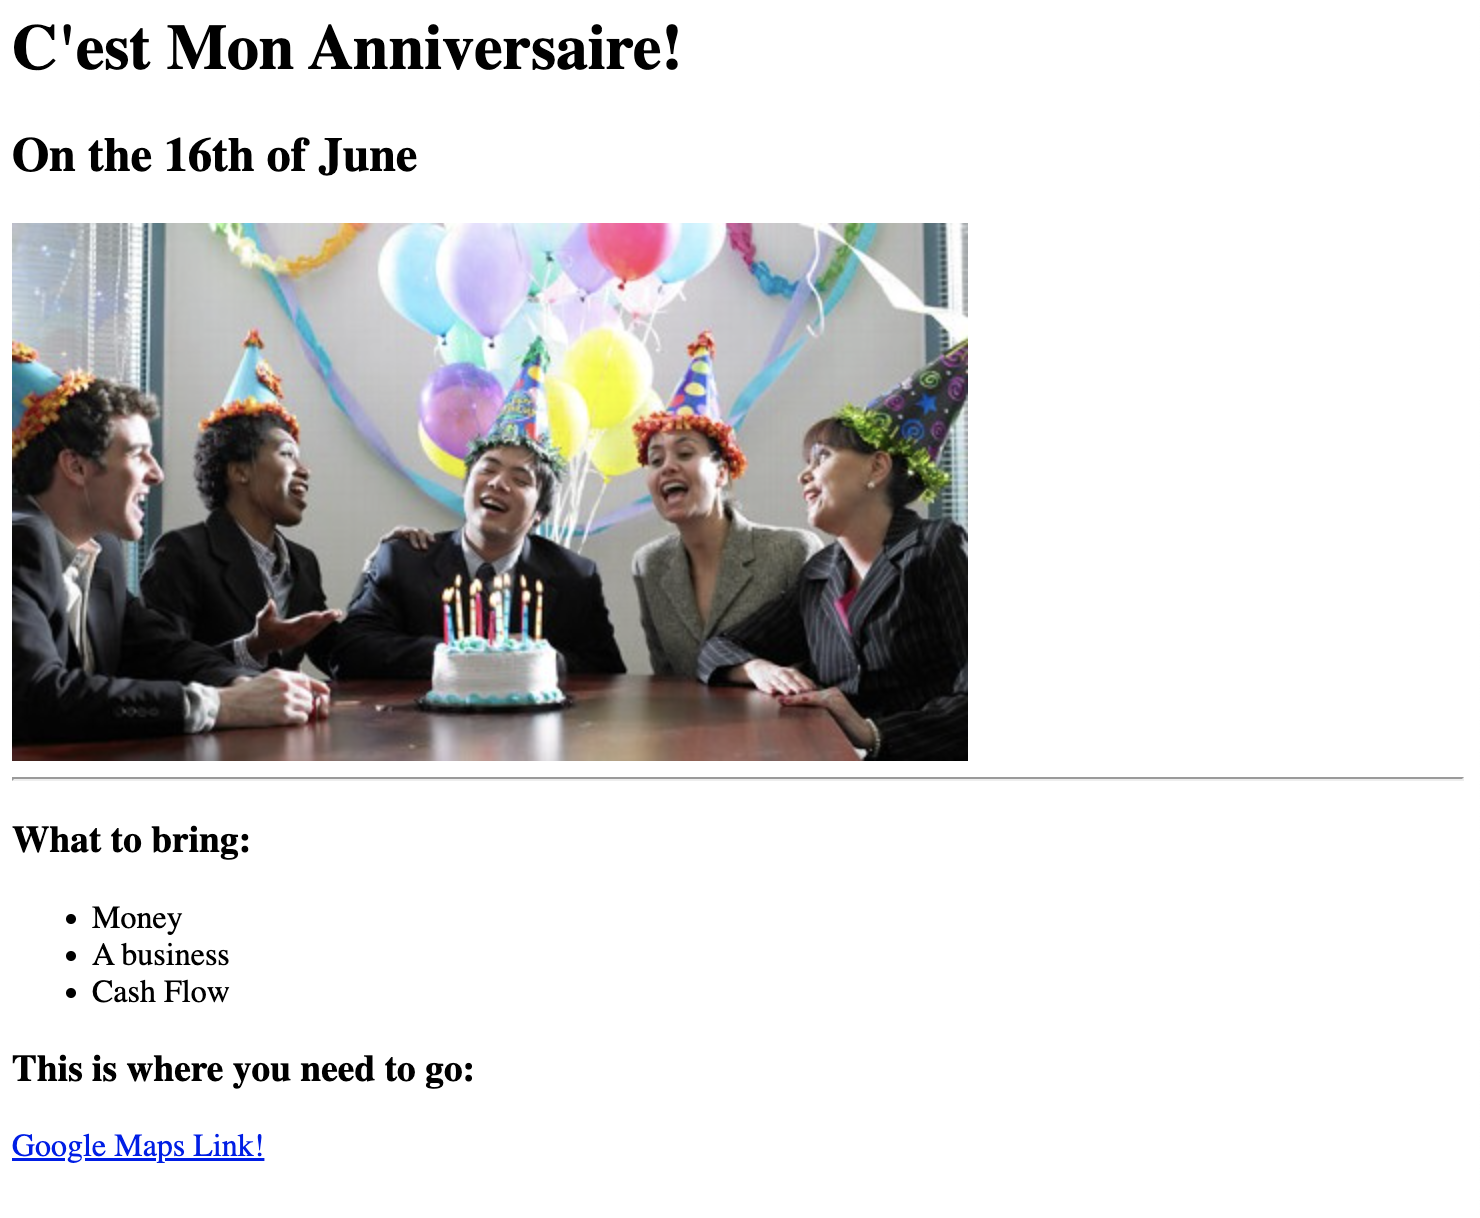 C'est Mon Anniversaire!
On the 16th of June
What to bring:
Money
A business
Cash Flow
This is where you need to go:
Google Maps Link!